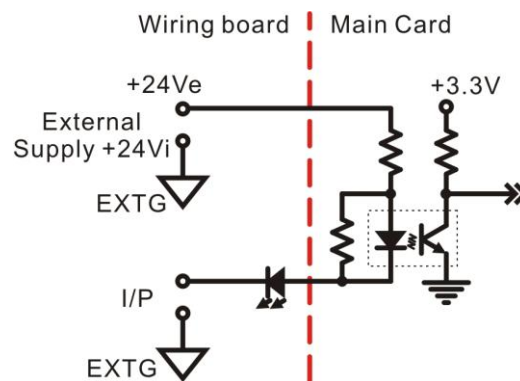 Wiring board
Main Card
+24Ve
+3.3V
External
Supply +24Vi
EXTG
I/P
EXTG